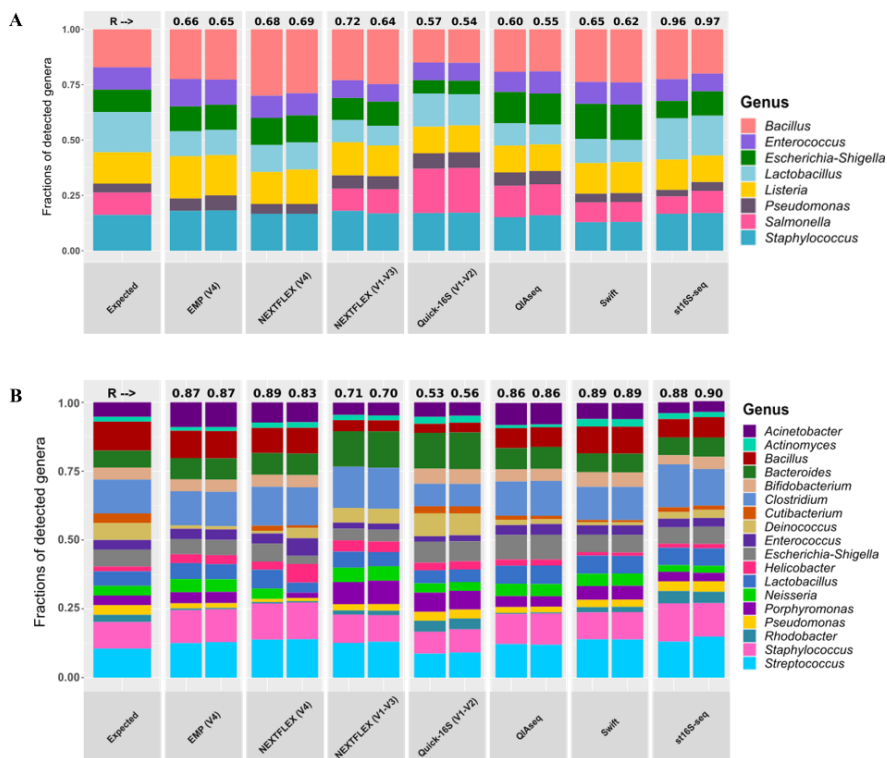 A
R --> 0.66 0.65 0.68 0.69 0.72 0.64 0.57 0.54 0.60 0.55 0.65 0.62 0.96 0.97
Fractions of detected genera
1.00
0.75
0.50
0.25
0.00
Expected
EMP (V4)
NEXTFLEX (V4)
NEXTFLEX (V1-V3)
Quick-16S (V1-V2)
QIAseq
Swift
st16S-seq
Genus
Bacillus
Enterococcus
Escherichia-Shigella
Lactobacillus
Listeria
Pseudomonas
Salmonella
Staphylococcus
B
R --> 0.87 0.87 0.89 0.83 0.71 0.70 0.53 0.56 0.86 0.86 0.89 0.89 0.88 0.90
Fractions of detected genera
1.00
0.75
0.50
0.25
0.00
Expected
EMP (V4)
NEXTFLEX (V4)
NEXTFLEX (V1-V3)
Quick-16S (V1-V2)
QIAseq
Swift
st16S-seq
Genus
Acinetobacter
Actinomyces
Bacillus
Bacteroides
Bifidobacterium
Clostridium
Cutibacterium
Deinococcus
Enterococcus
Escherichia-Shigella
Helicobacter
Lactobacillus
Neisseria
Porphyromonas
Pseudomonas
Rhodobacter
Staphylococcus
Streptococcus